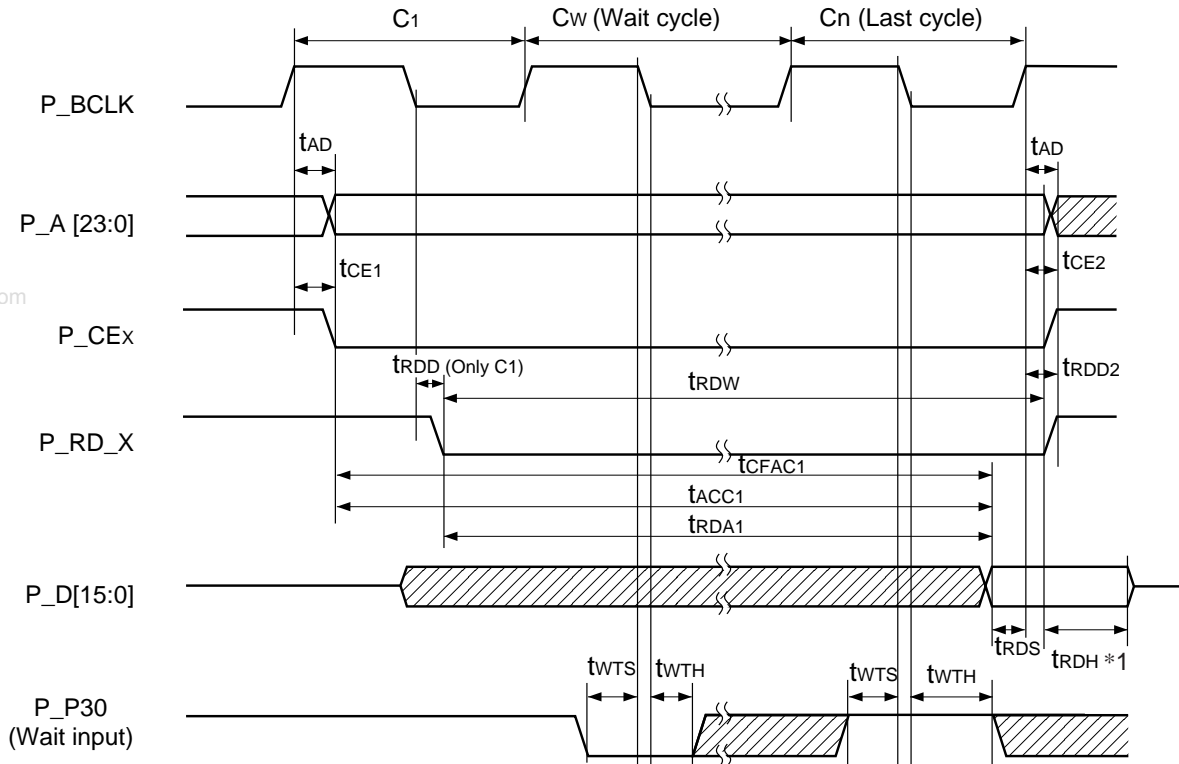 C1 CW (Wait cycle) Cn (Last cycle)
P_BCLK
tAD tAD
P_A [23:0]
tCE1 tCE2
om
P_CEx
tRDD (Only C1) tRDW tRDD2
P_RD_X
tCFAC1
tACC1
tRDA1
P_D[15:0]
tRDS tRDH *1
tWTS tWTH tWTS tWTH
P_P30
(Wait input)